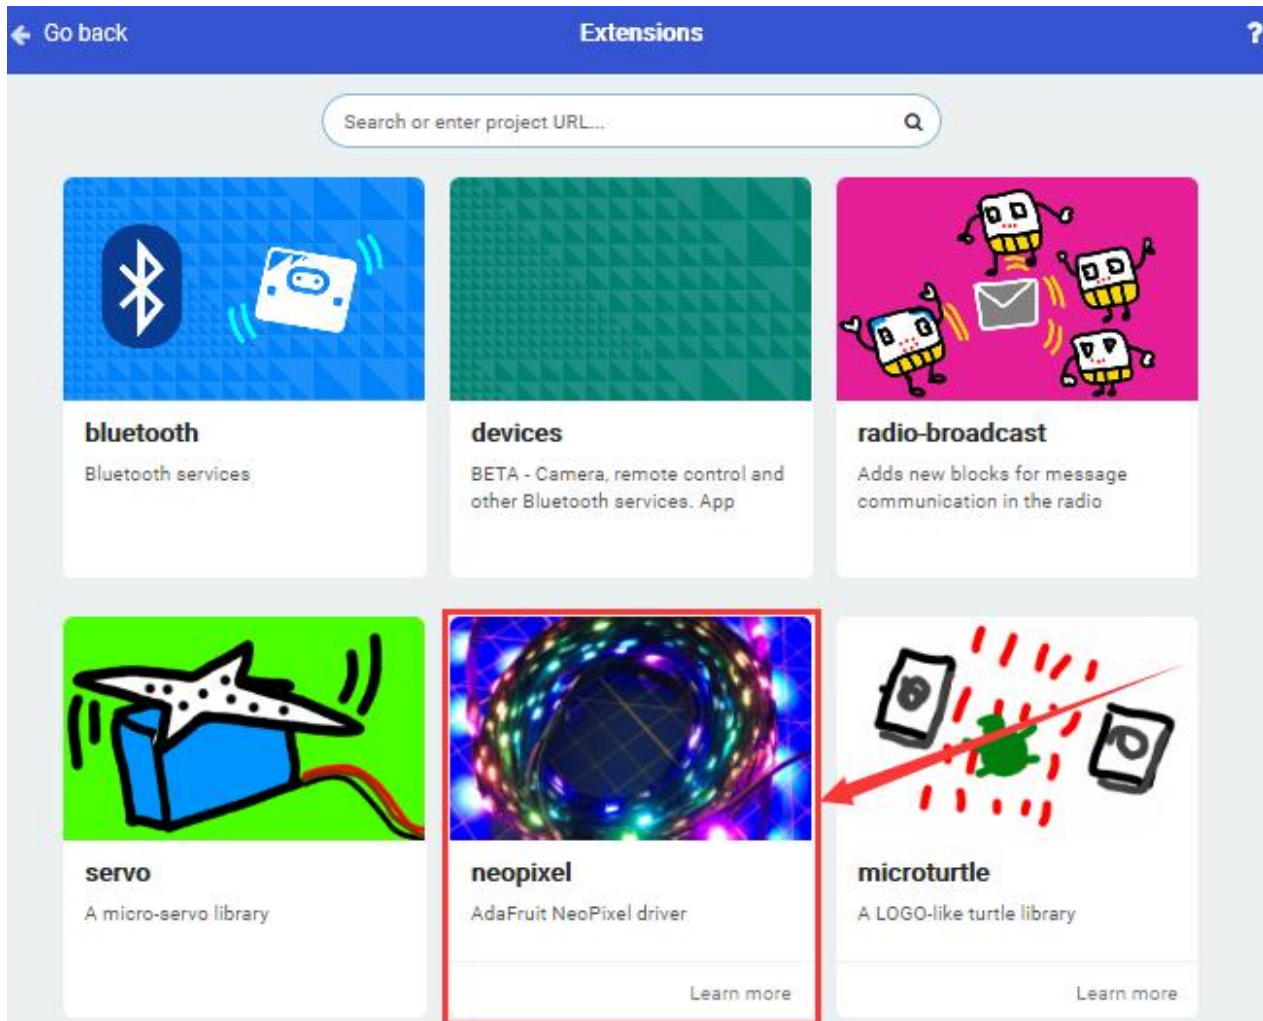 Go back
Extensions
?
Search or enter project URL...
bluetooth
Bluetooth services
devices
BETA - Camera, remote control and
other Bluetooth services. App
radio-broadcast
Adds new blocks for message
communication in the radio
servo
A micro-servo library
neopixel
AdaFruit NeoPixel driver
Learn more
microturtle
A LOGO-like turtle library
Learn more